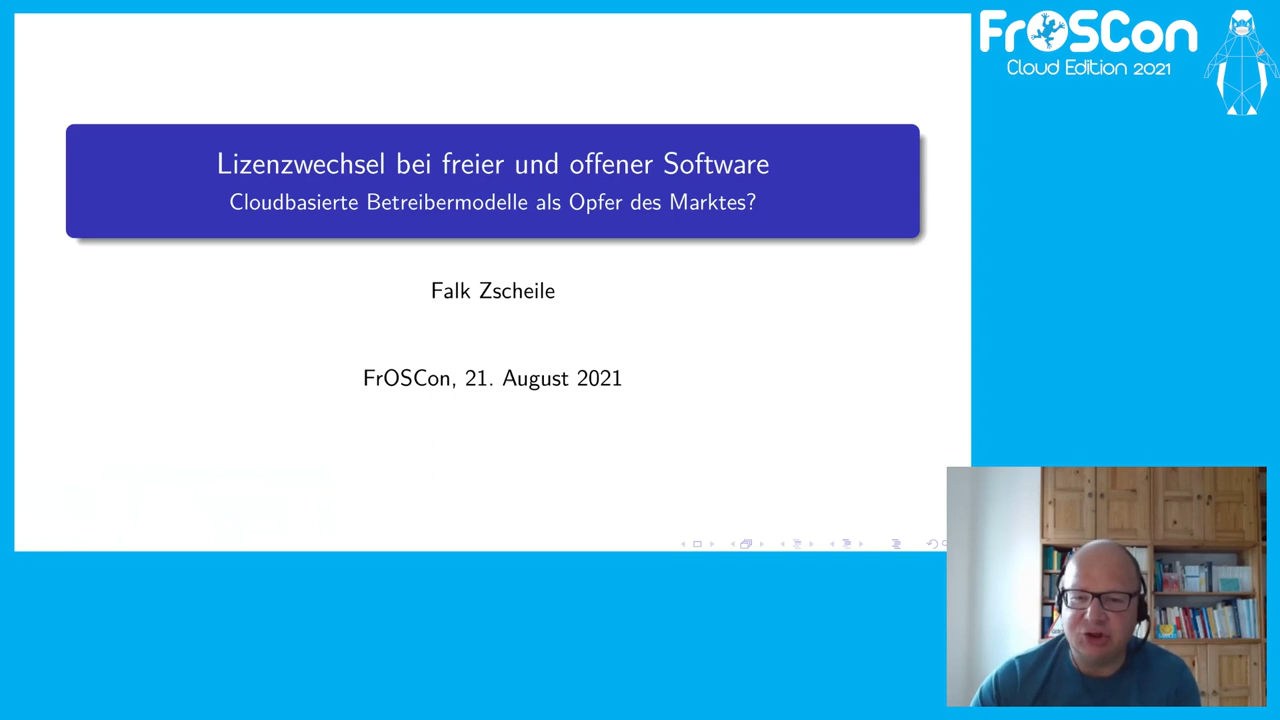 FrOSCon
Cloud Edition 2021
Lizenzwechsel bei freier und offener Software
Cloudbasierte Betreibermodelle als Opfer des Marktes?
Falk Zscheile
FrOSCon, 21. August 2021